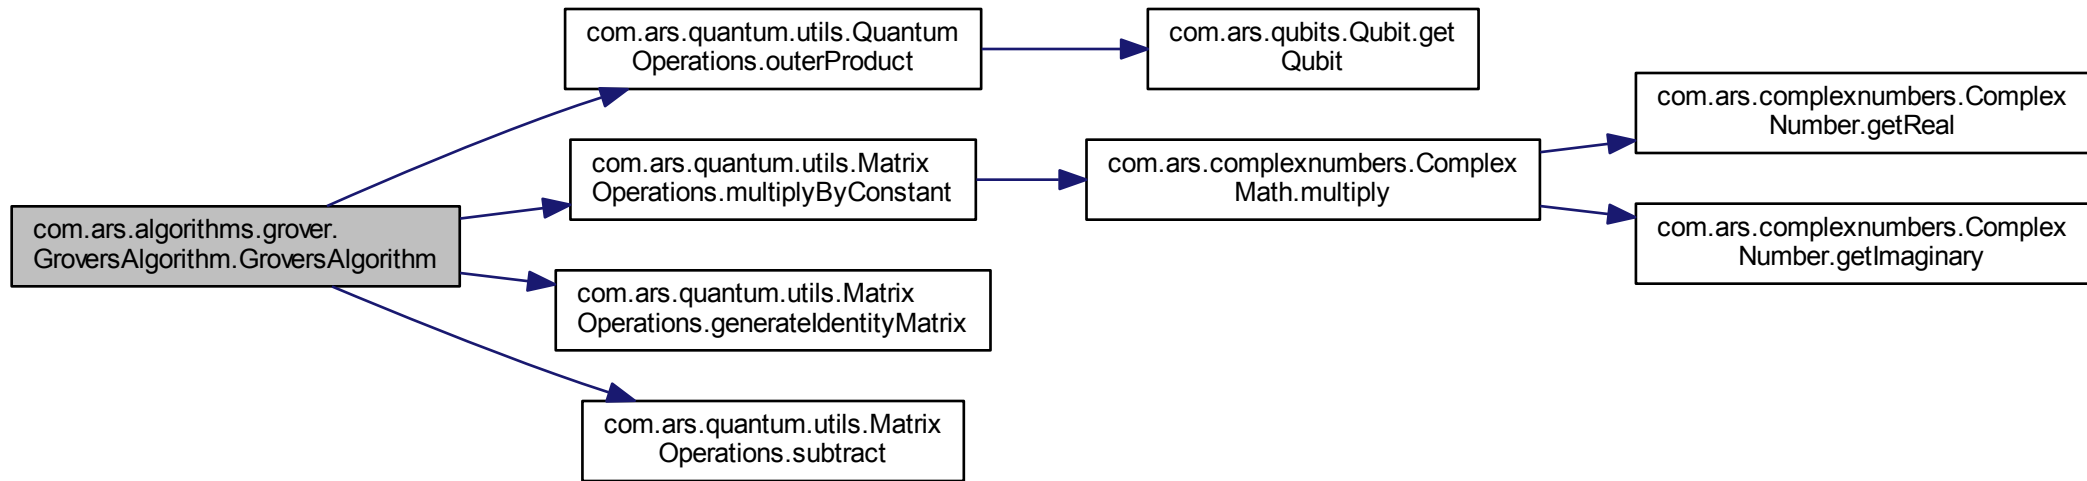 com.ars.quantum.utils.Quantum
Operations.outerProduct
com.ars.qubits.Qubit.get
Qubit
com.ars.complexnumbers.Complex
Number.getReal
com.ars.quantum.utils.Matrix
Operations.multiplyByConstant
com.ars.complexnumbers.Complex
Math.multiply
com.ars.algorithms.grover.
GroversAlgorithm.GroversAlgorithm
com.ars.complexnumbers.Complex
Number.getImaginary
com.ars.quantum.utils.Matrix
Operations.generateIdentityMatrix
com.ars.quantum.utils.Matrix
Operations.subtract